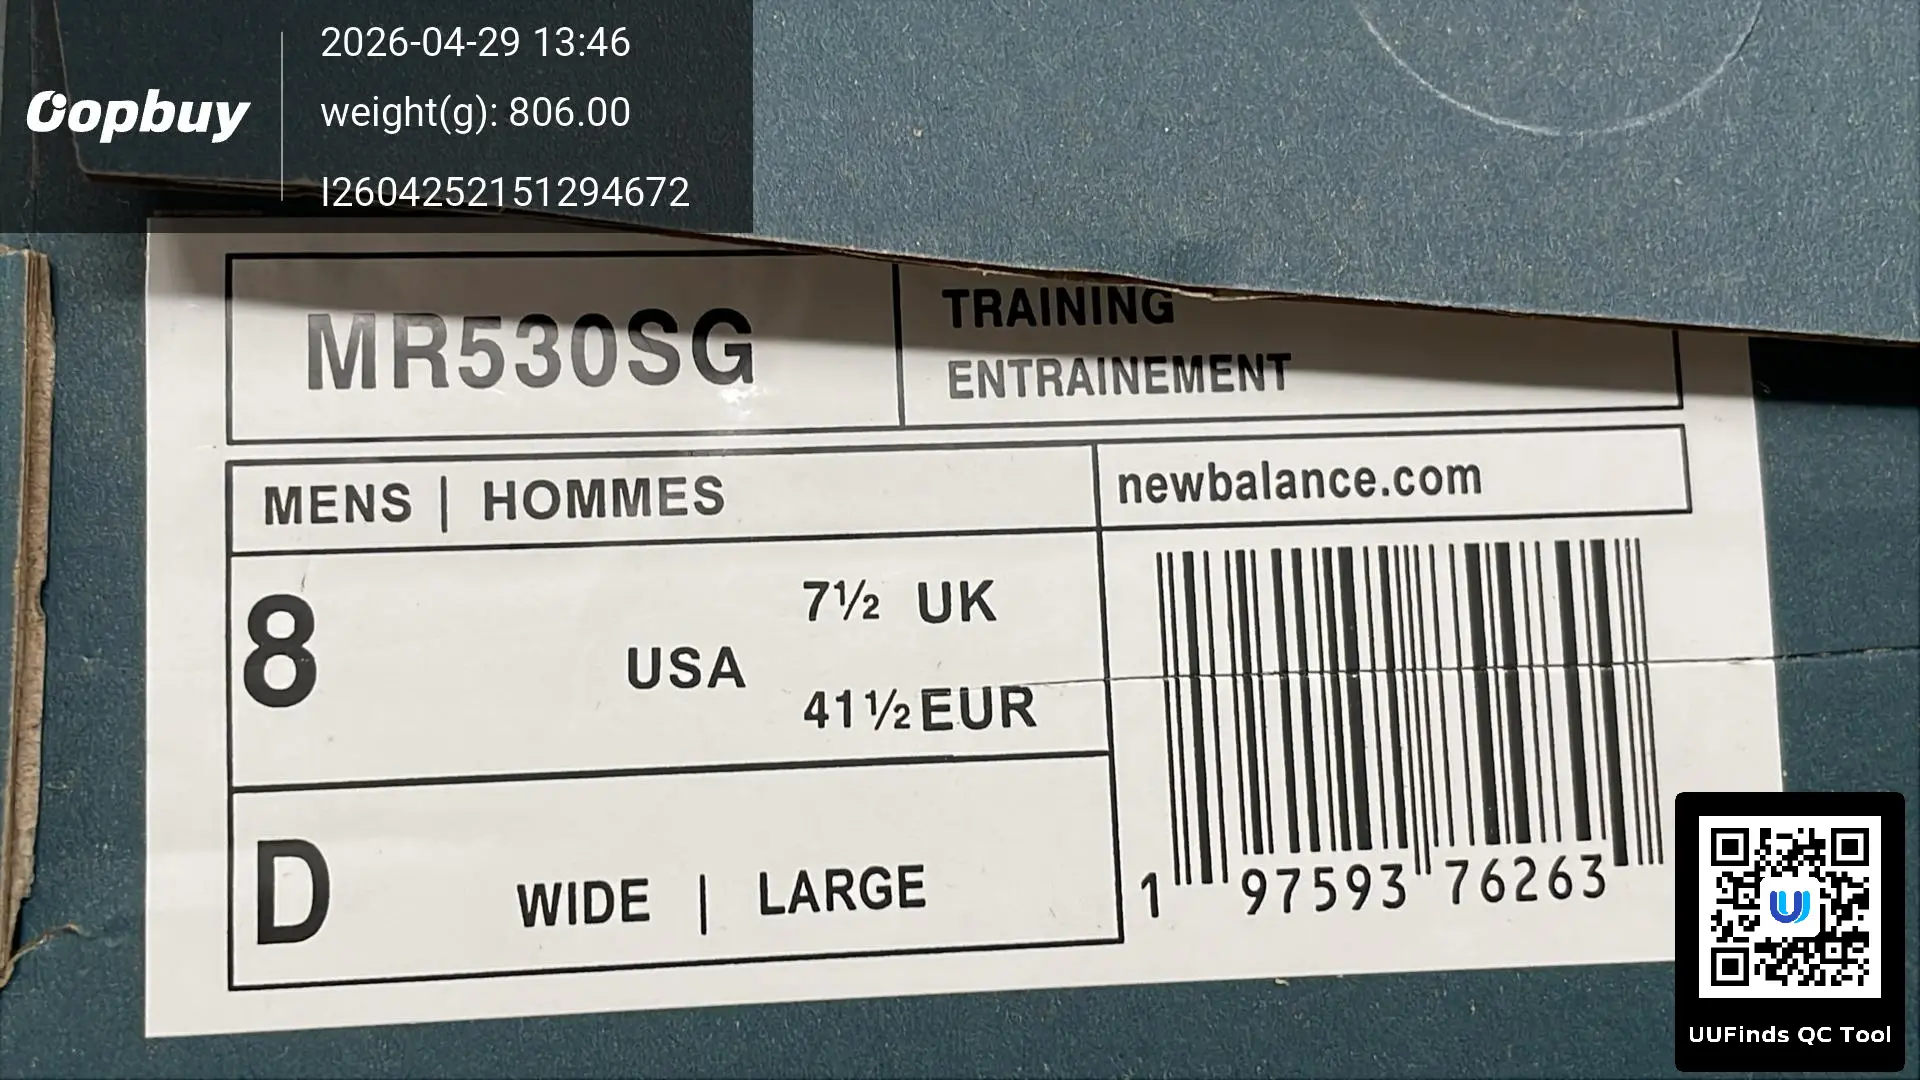 oopbuy
2026-04-29 13:46
weight(g): 806.00
I2604252151294672
MR530SG
TRAINING
ENTRAINEMENT
MENS | HOMMES
newbalance.com
8
USA
7½ UK
41½ EUR
D
WIDE | LARGE
1 97593 76263
UUFinds QC Tool